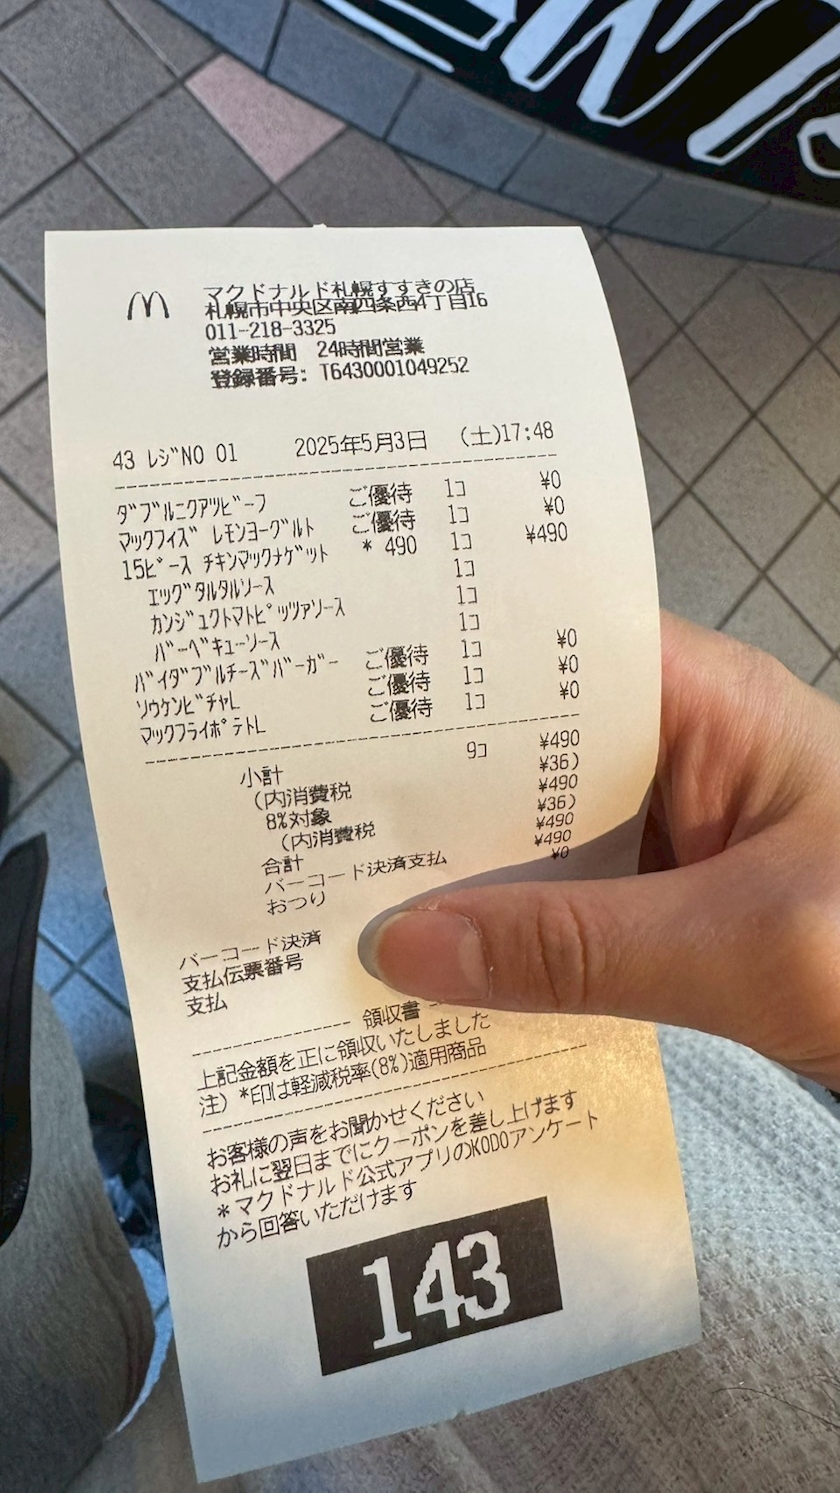 マクドナルド札幌すすきの店
札幌市中央区南四条西4丁目16
011-218-3325
営業時間 24時間営業
登録番号: T6430001049252
43 ﾚｼﾞNO 01 2025年5月3日 (土)17:48
ﾀﾞﾌﾞﾙﾆｸｱﾂﾋﾞｰﾌ ご優待 1コ ¥0
ﾏｯｸﾌｨｽﾞ ﾚﾓﾝﾖｰｸﾞﾙﾄ ご優待 1コ ¥0
15ﾋﾟｰｽ ﾁｷﾝﾏｯｸﾅｹﾞｯﾄ * 490 1コ ¥490
ｴｯｸﾞﾀﾙﾀﾙｿｰｽ 1コ
ｶﾝｼﾞｭｸﾄﾏﾄﾋﾟｯﾂｧｿｰｽ 1コ
ﾊﾞｰﾍﾞｷｭｰｿｰｽ 1コ
ﾊﾞｲﾀﾞﾌﾞﾙﾁｰｽﾞﾊﾞｰｶﾞｰ ご優待 1コ ¥0
ｿｳｹﾝﾋﾞﾁｬL ご優待 1コ ¥0
ﾏｯｸﾌﾗｲﾎﾟﾃﾄL ご優待 1コ ¥0
小計 9コ ¥490
(内消費税 ¥36)
8%対象 ¥490
(内消費税 ¥36)
合計 ¥490
バーコード決済支払 ¥490
おつり ¥0
バーコード決済
支払伝票番号
支払
領収書
上記金額を正に領収いたしました
注) *印は軽減税率(8%)適用商品
お客様の声をお聞かせください
お礼に翌日までにクーポンを差し上げます
*マクドナルド公式アプリのKODOアンケート
から回答いただけます
143